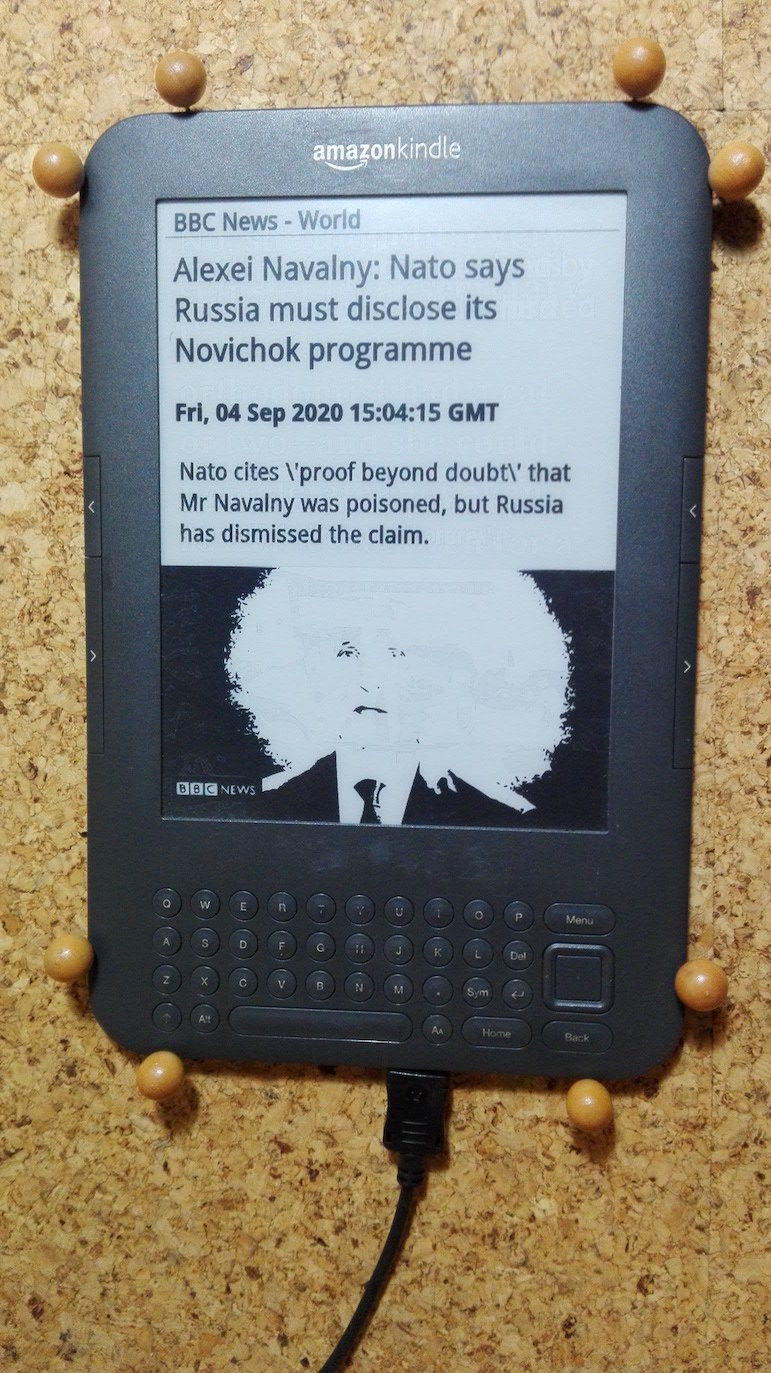 amazonkindle
BBC News - World
Alexei Navalny: Nato says
Russia must disclose its
Novichok programme
Fri, 04 Sep 2020 15:04:15 GMT
Nato cites \'proof beyond doubt\' that
Mr Navalny was poisoned, but Russia
has dismissed the claim.
BBC NEWS
Q W E R T Y U I O P Menu
A S D F G H J K L Del
Z X C V B N M . Sym
Alt AA Home Back